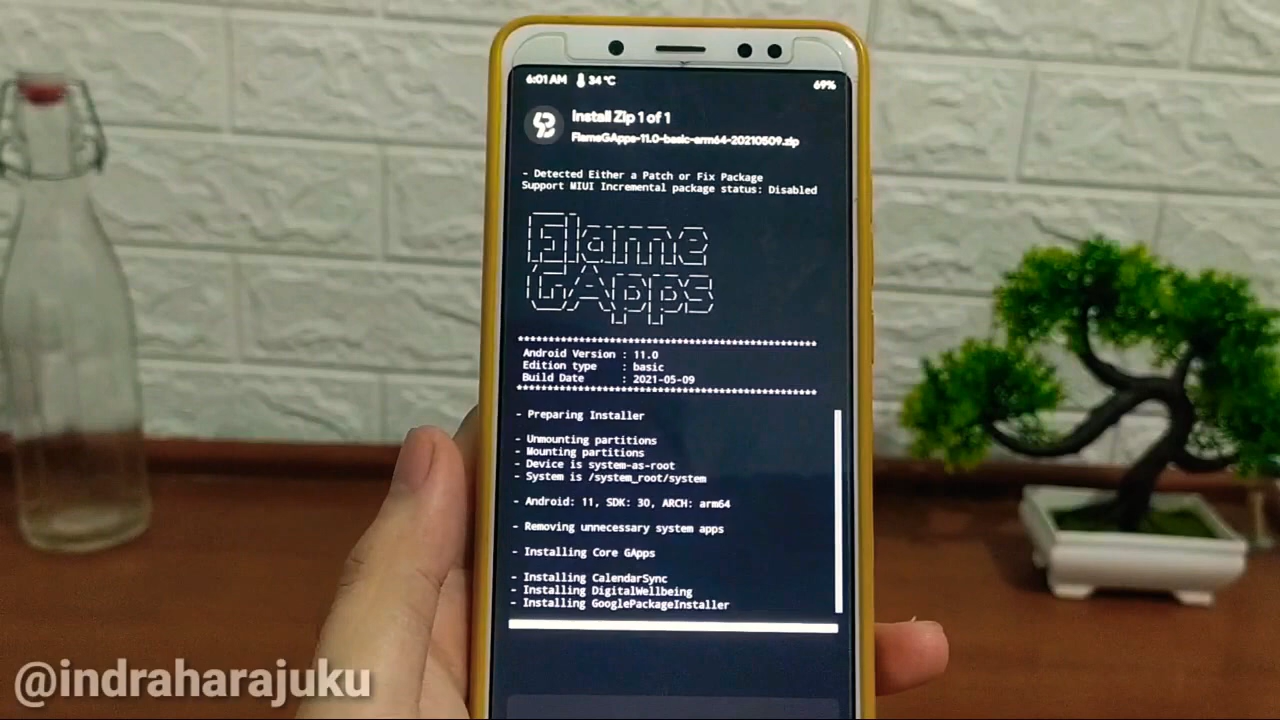 6:01 AM 34°C 69%
Install Zip 1 of 1
FlameGApps-11.0-basic-arm64-20210509.zip
- Detected Either a Patch or Fix Package
Support MIUI Incremental package status: Disabled
Flame
GApps
**************************************************
Android Version : 11.0
Edition type : basic
Build Date : 2021-05-09
**************************************************
- Preparing Installer
- Unmounting partitions
- Mounting partitions
- Device is system-as-root
- System is /system_root/system
- Android: 11, SDK: 30, ARCH: arm64
- Removing unnecessary system apps
- Installing Core GApps
- Installing CalendarSync
- Installing DigitalWellbeing
- Installing GooglePackageInstaller
@indraharajuku